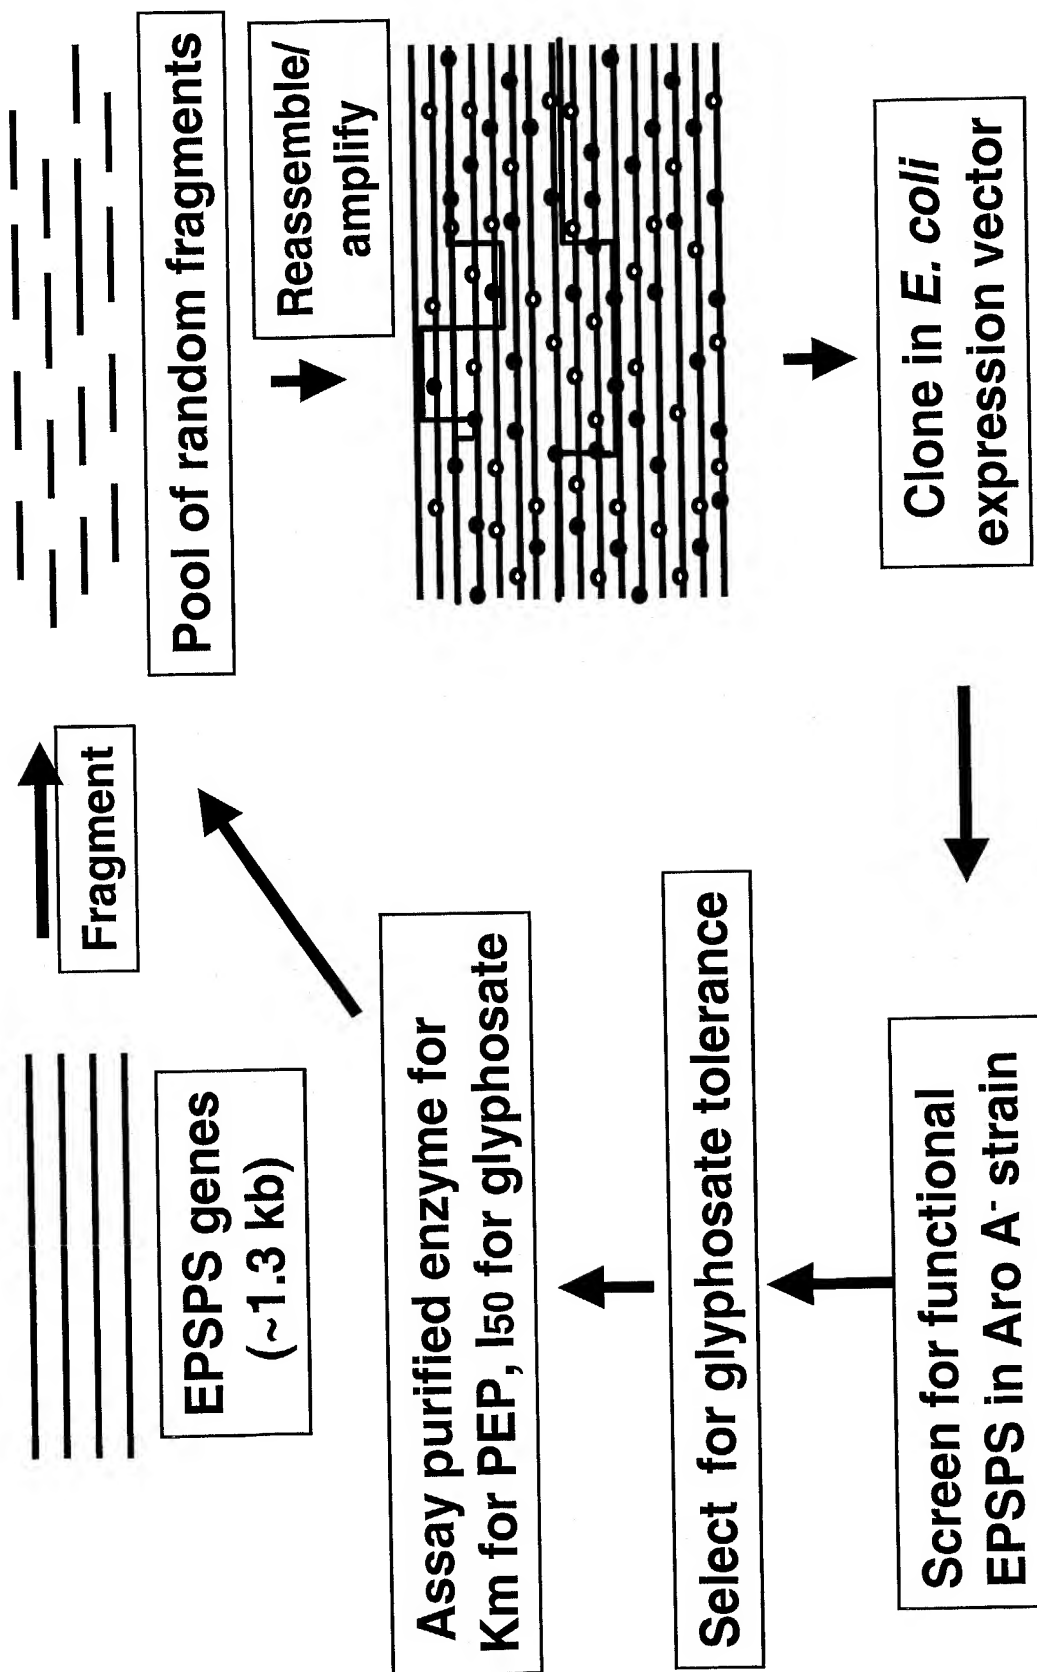 EPSPS genes
(~1.3 kb)
Fragment
Pool of random fragments
Reassemble/
amplify
Clone in E. coli
expression vector
Screen for functional
EPSPS in Aro A- strain
Select for glyphosate tolerance
Assay purified enzyme for
Km for PEP, I50 for glyphosate